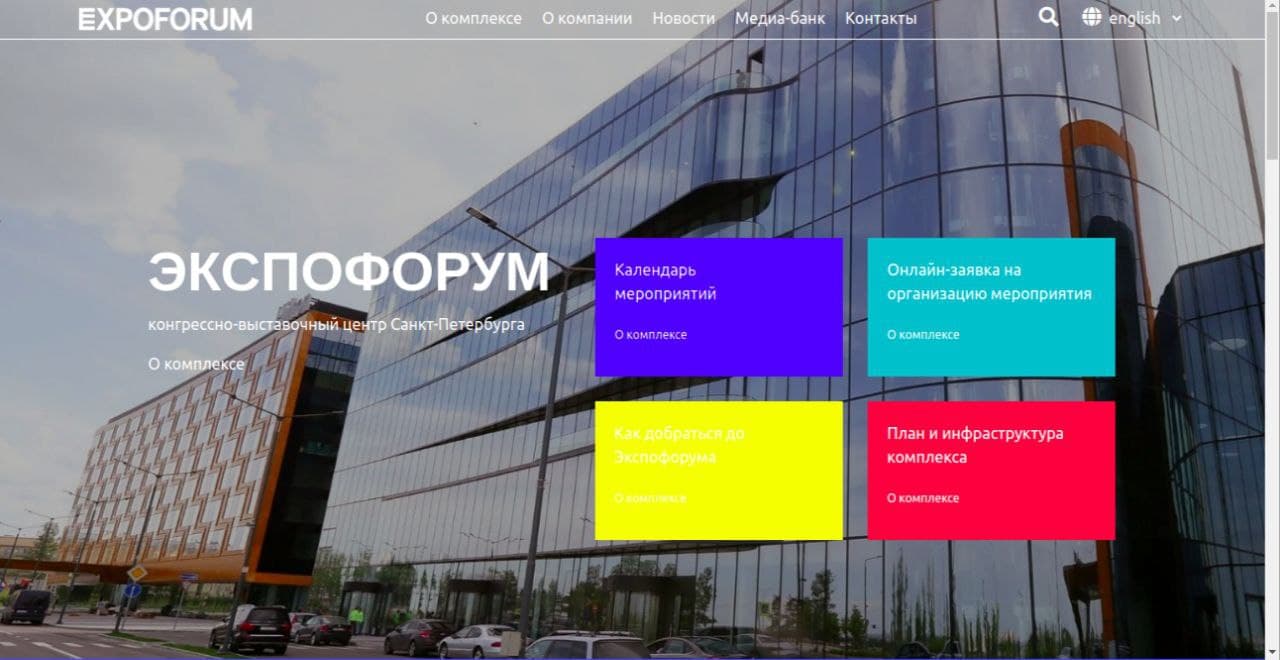 EXPOFORUM
О комплексе О компании Новости Медиа-банк Контакты
english
ЭКСПОФОРУМ
конгрессно-выставочный центр Санкт-Петербурга
О комплексе
Календарь
мероприятий
О комплексе
Онлайн-заявка на
организацию мероприятия
О комплексе
Как добраться до
Экспофорума
О комплексе
План и инфраструктура
комплекса
О комплексе